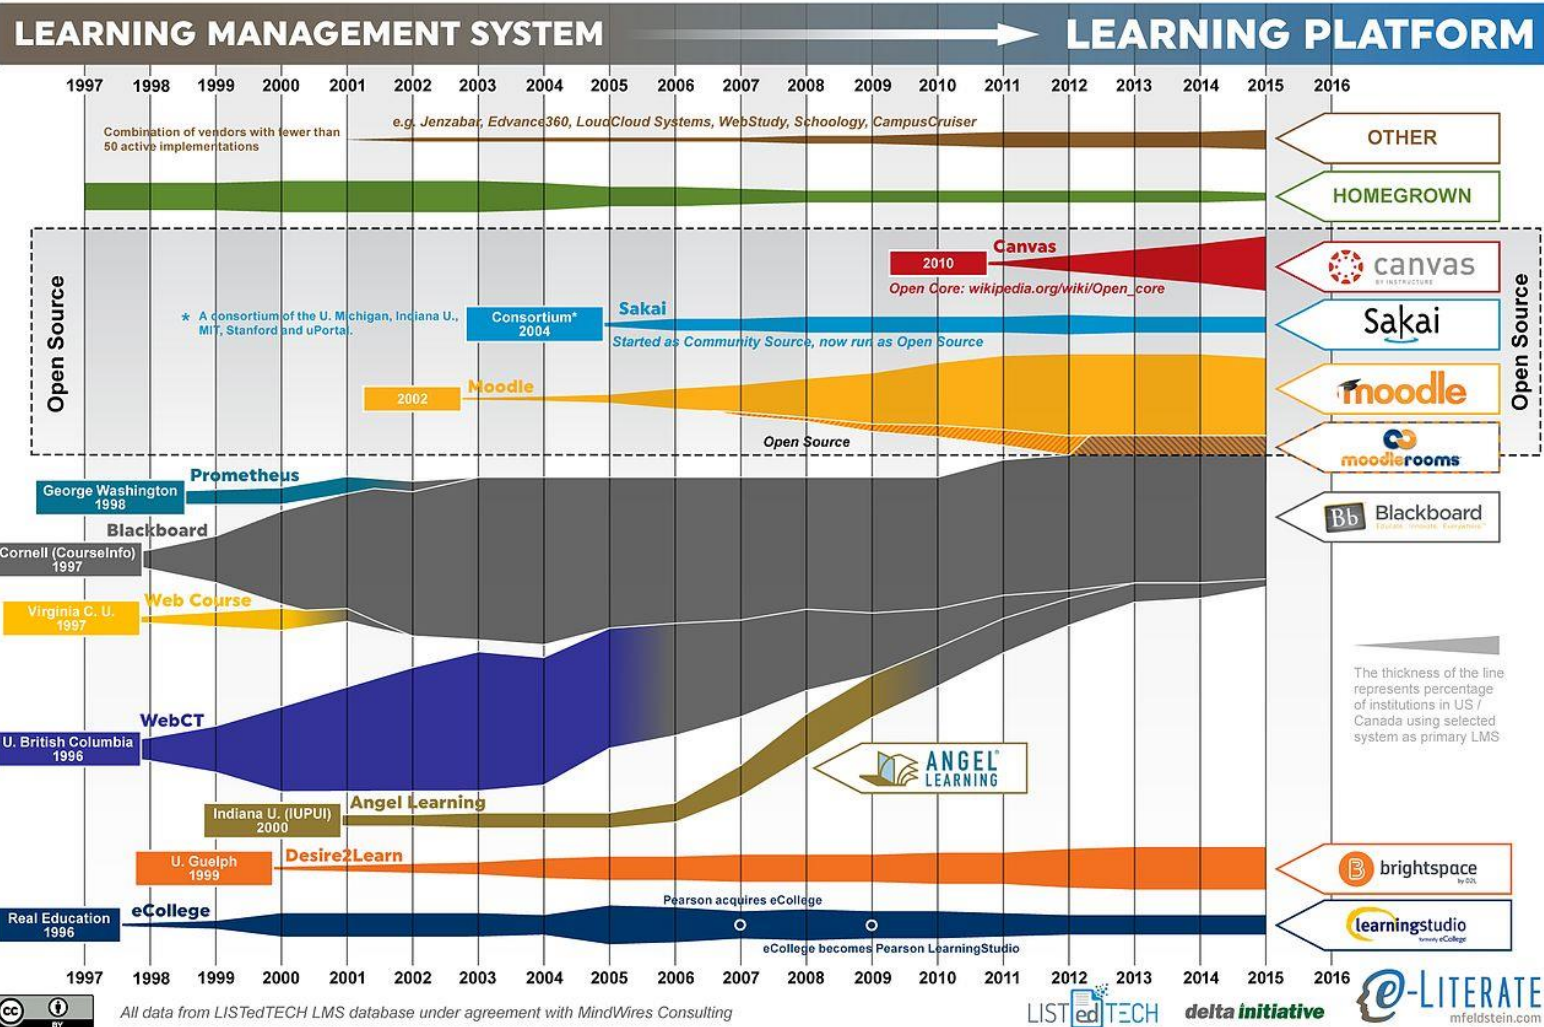 LEARNING MANAGEMENT SYSTEM
LEARNING PLATFORM
1997 1998 1999 2000 2001 2002 2003 2004 2005 2006 2007 2008 2009 2010 2011 2012 2013 2014 2015 2016
e.g. Jenzabar, Edvance360, LoudCloud Systems, WebStudy, Schoology, CampusCruiser
Combination of vendors with fewer than
50 active implementations
OTHER
HOMEGROWN
Open Source
Canvas
2010
Open Core: wikipedia.org/wiki/Open_core
canvas
BY INSTRUCTURE
Open Source
* A consortium of the U. Michigan, Indiana U.,
MIT, Stanford and uPortal.
Consortium*
2004
Sakai
Started as Community Source, now run as Open Source
Sakai
Moodle
2002
moodle
Open Source
moodlerooms
Prometheus
George Washington
1998
Blackboard
Cornell (CourseInfo)
1997
Bb Blackboard
Web Course
Virginia C. U.
1997
The thickness of the line
represents percentage
of institutions in US /
Canada using selected
system as primary LMS
WebCT
U. British Columbia
1996
ANGEL
LEARNING
Angel Learning
Indiana U. (IUPUI)
2000
Desire2Learn
U. Guelph
1999
B brightspace
by D2L
eCollege
Real Education
1996
Pearson acquires eCollege
eCollege becomes Pearson LearningStudio
learningstudio
formerly eCollege
1997 1998 1999 2000 2001 2002 2003 2004 2005 2006 2007 2008 2009 2010 2011 2012 2013 2014 2015 2016
cc
BY
All data from LISTedTECH LMS database under agreement with MindWires Consulting
LISTedTECH
delta initiative
e-LITERATE
mfeldstein.com